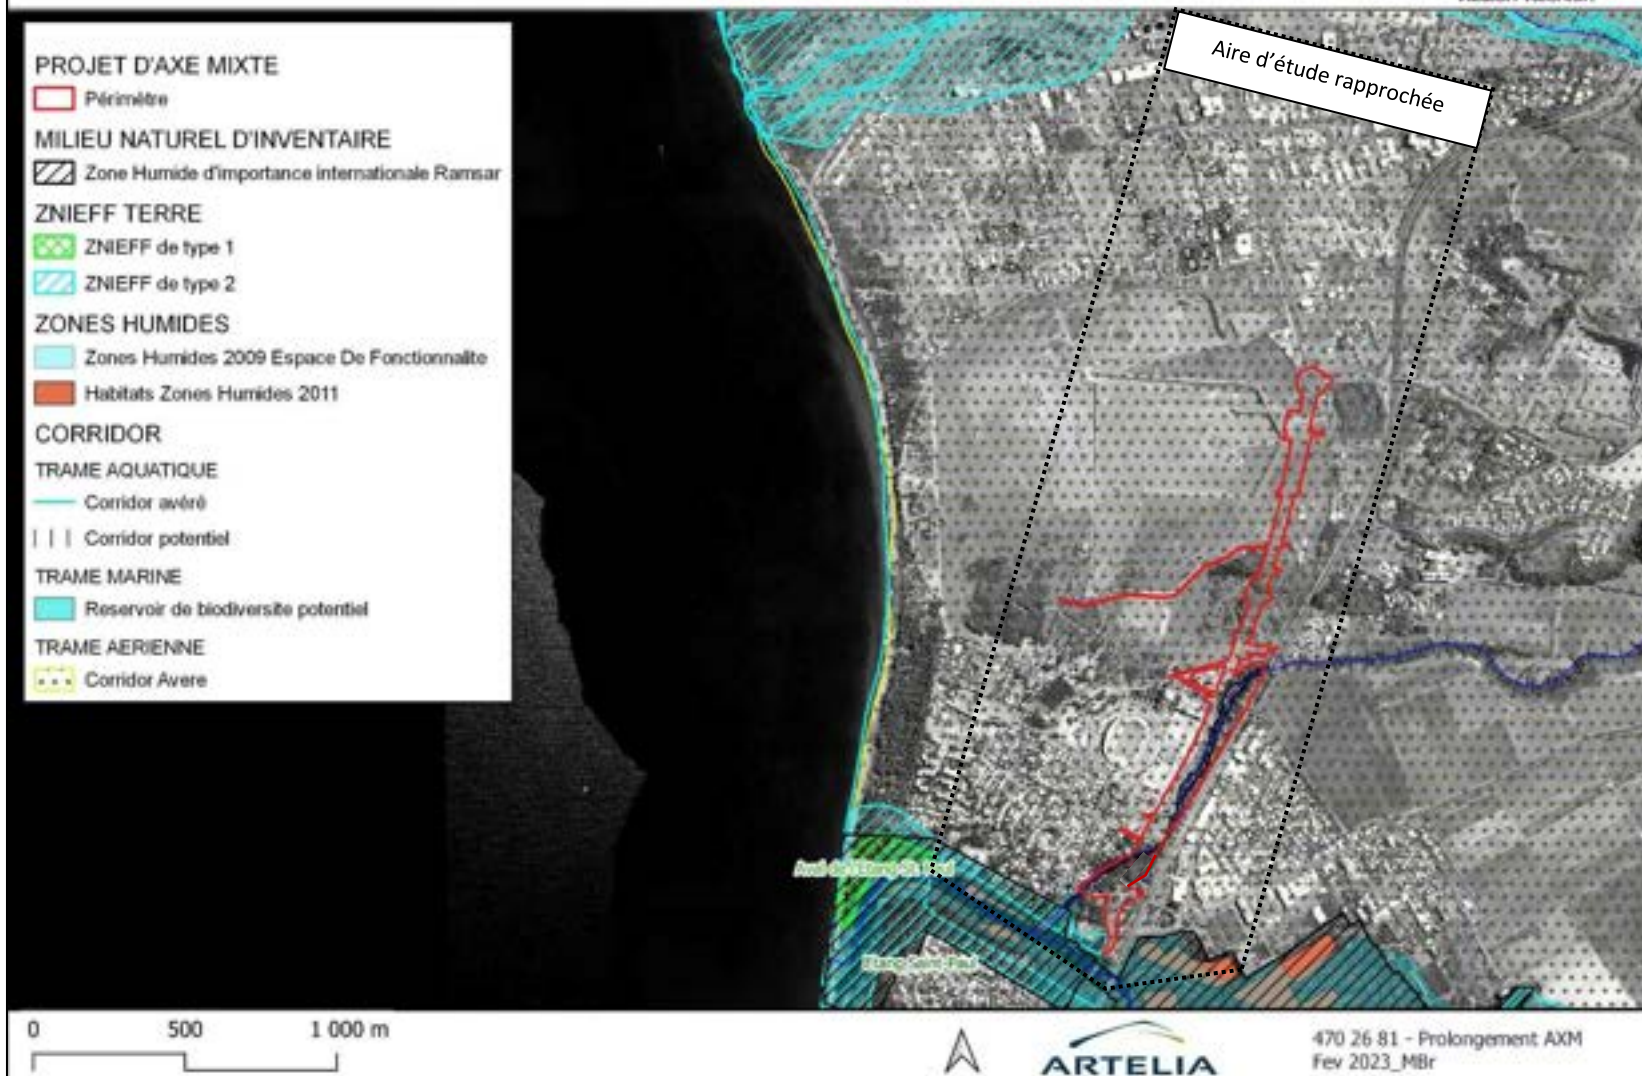 PROJET D'AXE MIXTE
Périmètre
MILIEU NATUREL D'INVENTAIRE
Zone Humide d'importance internationale Ramsar
ZNIEFF TERRE
ZNIEFF de type 1
ZNIEFF de type 2
ZONES HUMIDES
Zones Humides 2009 Espace De Fonctionnalite
Habitats Zones Humides 2011
CORRIDOR
TRAME AQUATIQUE
Corridor avéré
Corridor potentiel
TRAME MARINE
Reservoir de biodiversite potentiel
TRAME AERIENNE
Corridor Avere
Aire d'étude rapprochée
Etang Saint-Paul
0 500 1 000 m
ARTELIA
470 26 81 - Prolongement AXM
Fev 2023_MBr